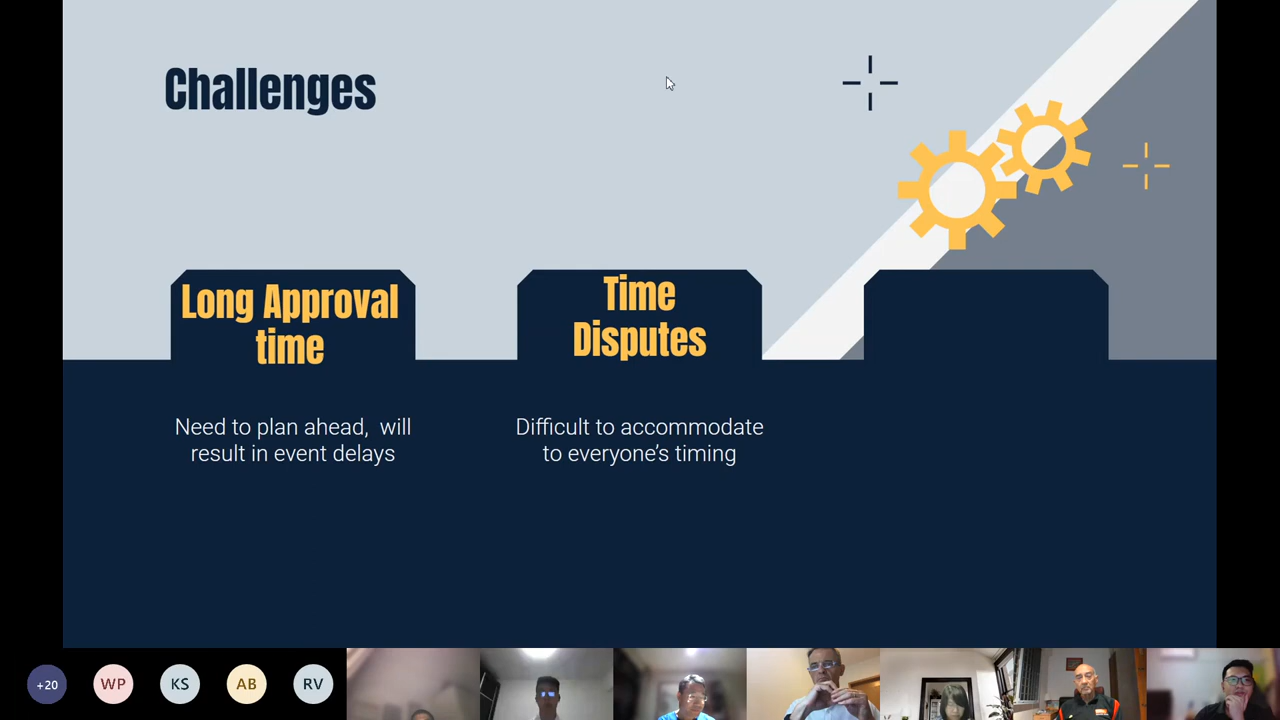 Challenges
Long Approval
time
Time
Disputes
Need to plan ahead,  will
result in event delays
Difficult to accommodate
to everyone’s timing
+20
WP
KS
AB
RV